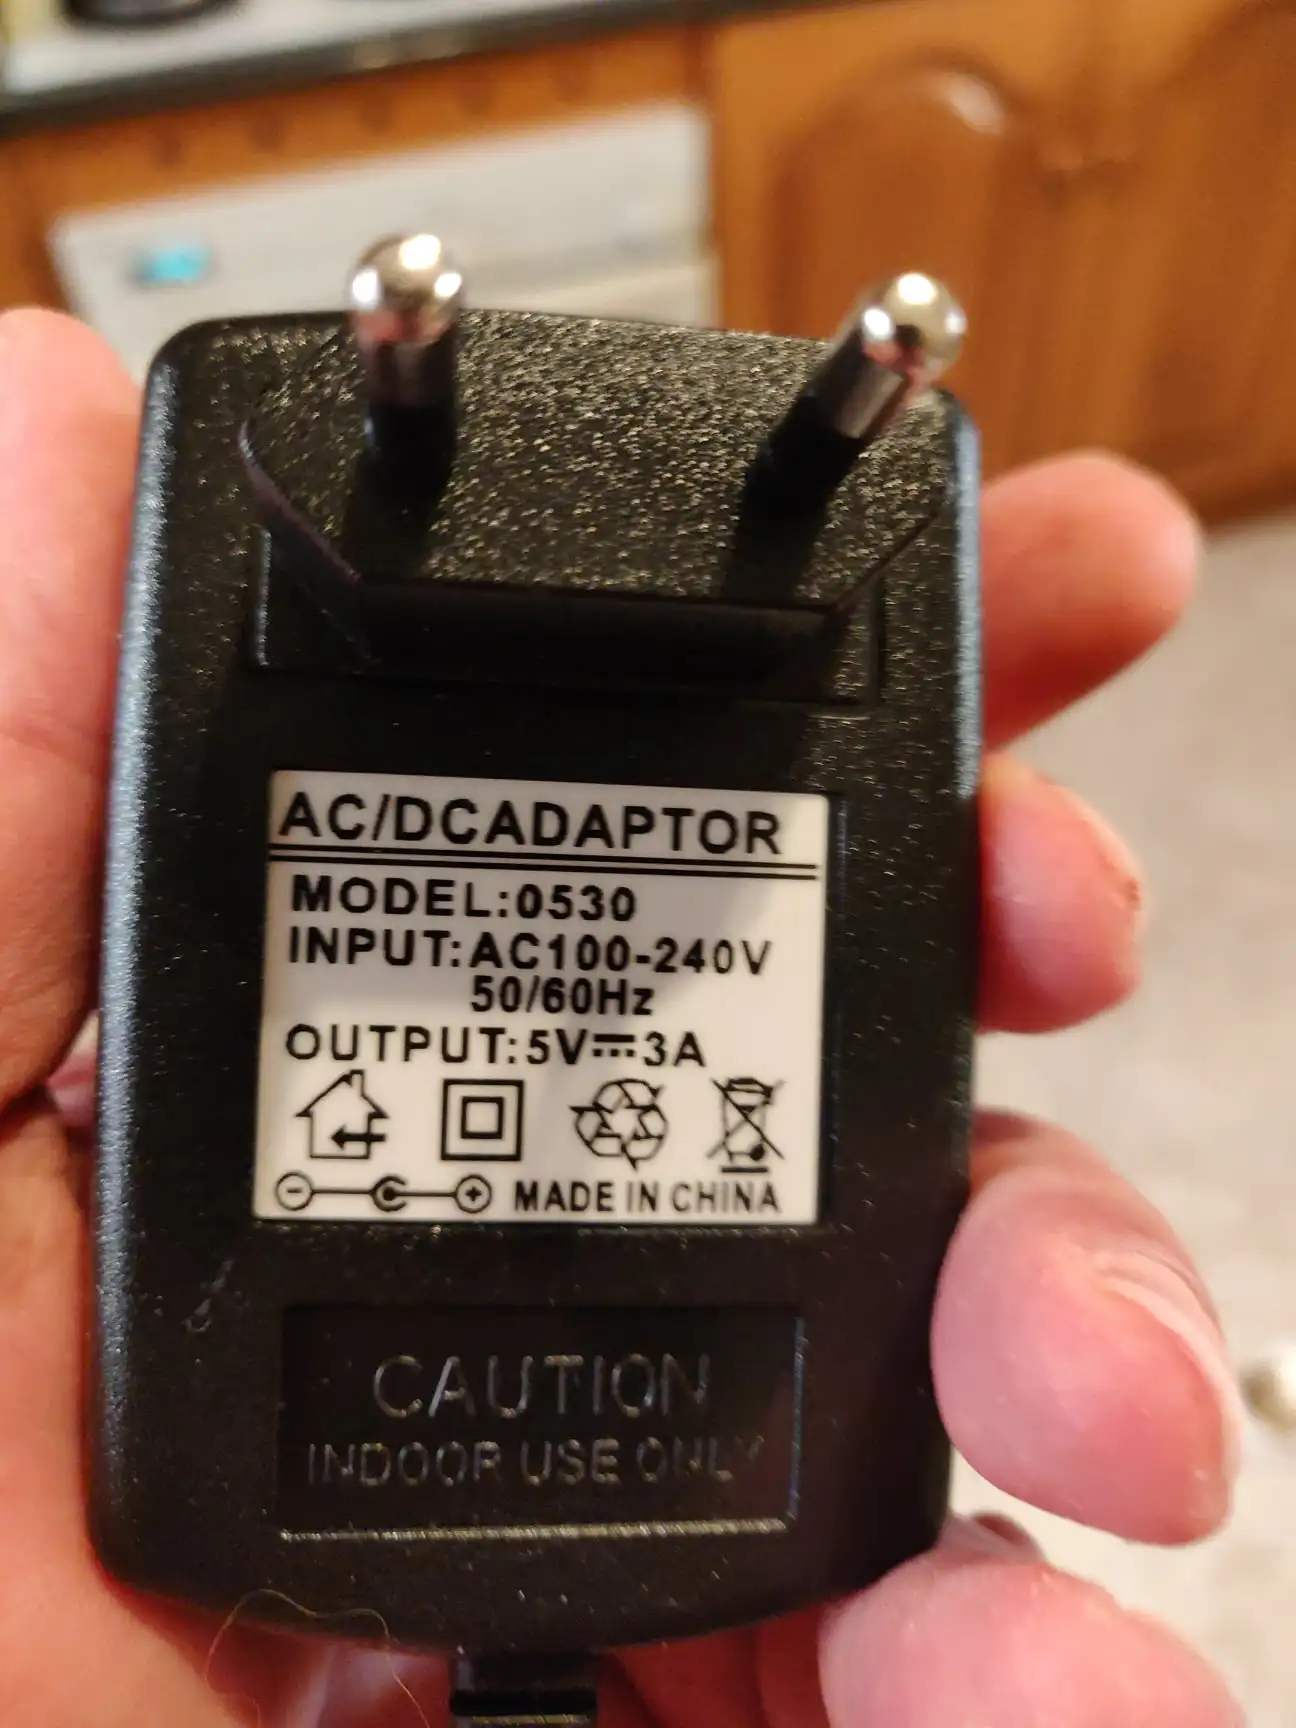 AC/DCADAPTOR
MODEL:0530
INPUT:AC100-240V
50/60Hz
OUTPUT:5V⎓3A
MADE IN CHINA
CAUTION
INDOOR USE ONLY